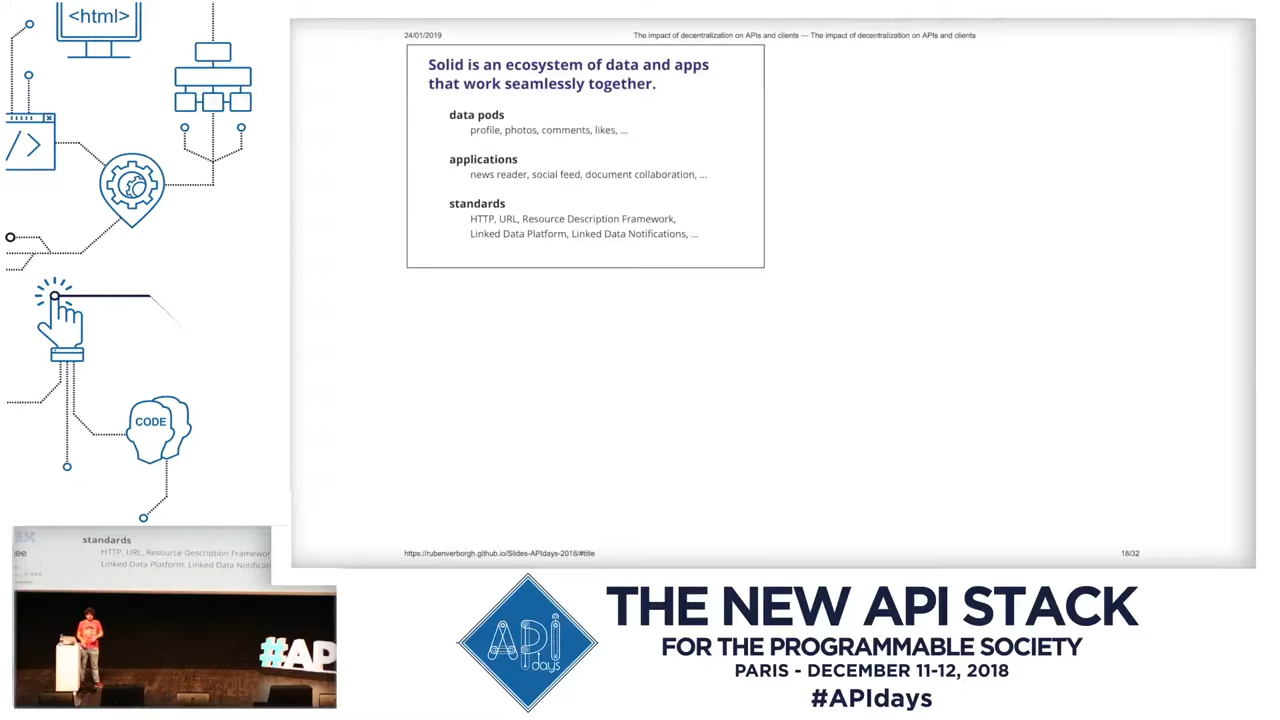 <html>
</>
CODE
24/01/2019
The impact of decentralization on APIs and clients — The impact of decentralization on APIs and clients
Solid is an ecosystem of data and apps
that work seamlessly together.
data pods
profile, photos, comments, likes, ...
applications
news reader, social feed, document collaboration, ...
standards
HTTP, URL, Resource Description Framework,
Linked Data Platform, Linked Data Notifications, ...
https://rubenverborgh.github.io/Slides-APIdays-2018/#title
18/32
standards
HTTP, URL, Resource Description Framewor
Linked Data Platform, Linked Data Notificati
#AP
API
days
THE NEW API STACK
FOR THE PROGRAMMABLE SOCIETY
PARIS - DECEMBER 11-12, 2018
#APIdays